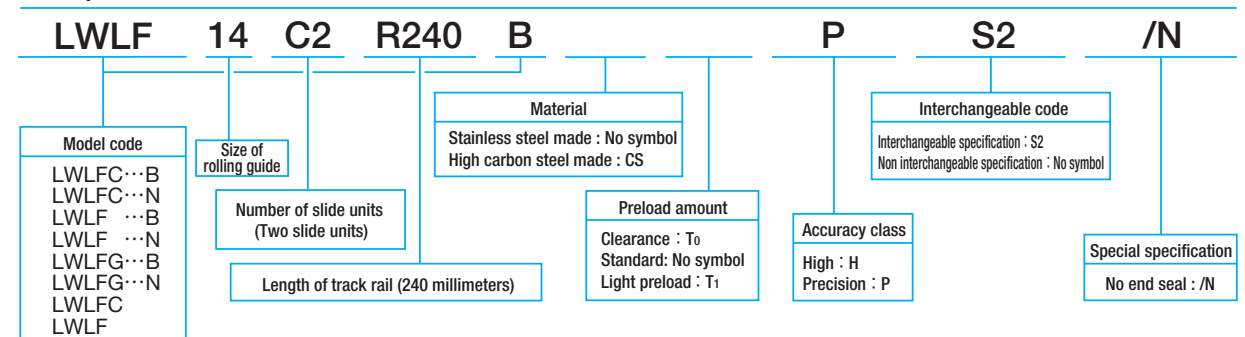 LWLF 14 C2 R240 B P S2 /N
Model code
LWLFC…B
LWLFC…N
LWLF …B
LWLF …N
LWLFG…B
LWLFG…N
LWLFC
LWLF
Size of
rolling guide
Number of slide units
(Two slide units)
Length of track rail (240 millimeters)
Material
Stainless steel made : No symbol
High carbon steel made : CS
Preload amount
Clearance : T0
Standard: No symbol
Light preload : T1
Accuracy class
High : H
Precision : P
Interchangeable code
Interchangeable specification : S2
Non interchangeable specification : No symbol
Special specification
No end seal : /N